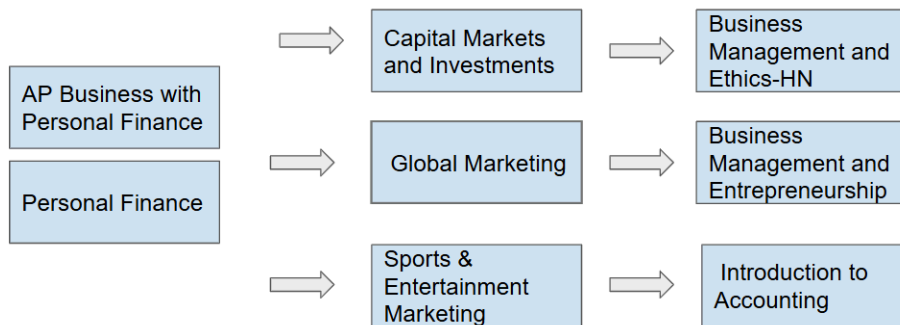 AP Business with
Personal Finance
Personal Finance
Capital Markets
and Investments
Business
Management and
Ethics-HN
Global Marketing
Business
Management and
Entrepreneurship
Sports &
Entertainment
Marketing
Introduction to
Accounting